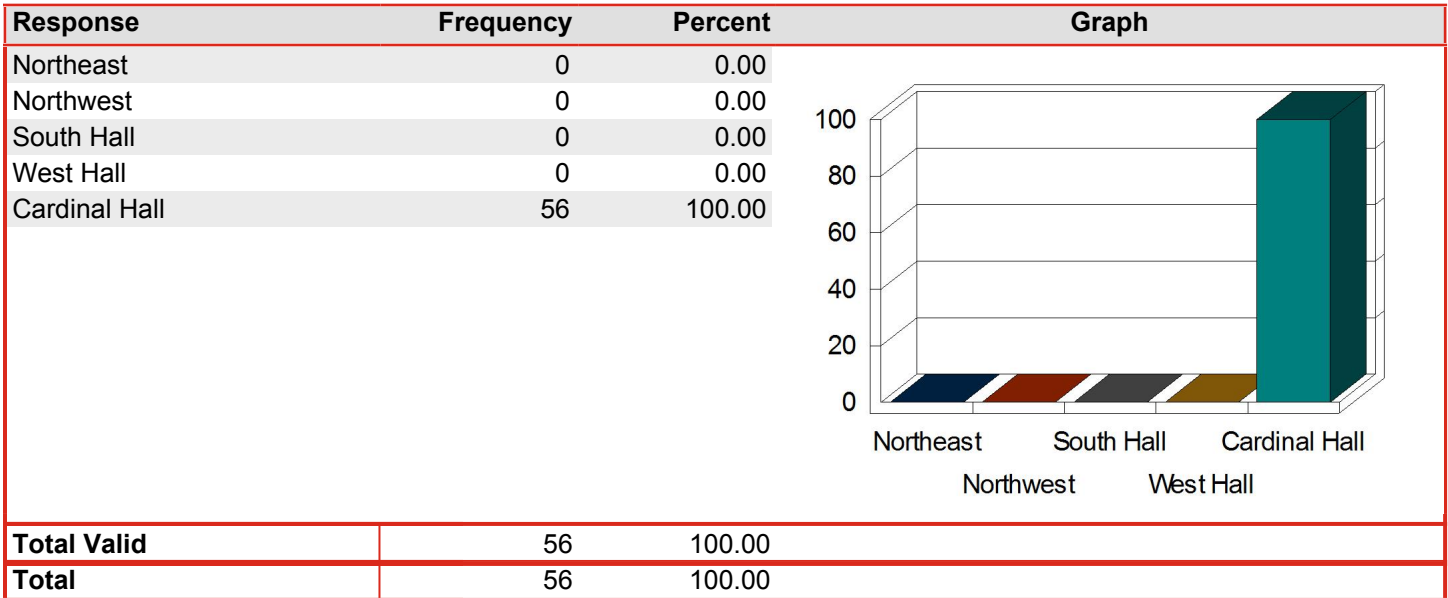 Response Frequency Percent Graph
Northeast 0 0.00
Northwest 0 0.00
South Hall 0 0.00
West Hall 0 0.00
Cardinal Hall 56 100.00
100
80
60
40
20
0
Northeast South Hall Cardinal Hall
Northwest West Hall
Total Valid 56 100.00
Total 56 100.00